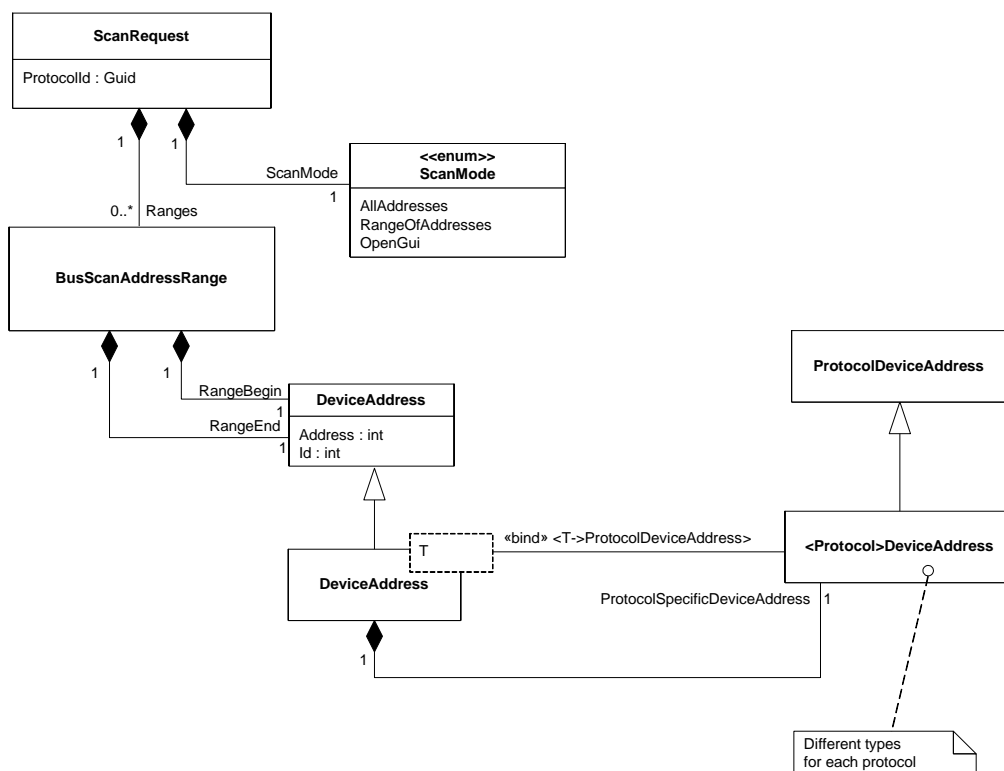 ScanRequest
ProtocolId : Guid
1
1
ScanMode
1
<<enum>>
ScanMode
AllAddresses
RangeOfAddresses
OpenGui
0..* Ranges
BusScanAddressRange
1
1
RangeBegin
1
RangeEnd
1
DeviceAddress
Address : int
Id : int
ProtocolDeviceAddress
T
«bind» <T->ProtocolDeviceAddress>
<Protocol>DeviceAddress
DeviceAddress
ProtocolSpecificDeviceAddress
1
1
Different types
for each protocol